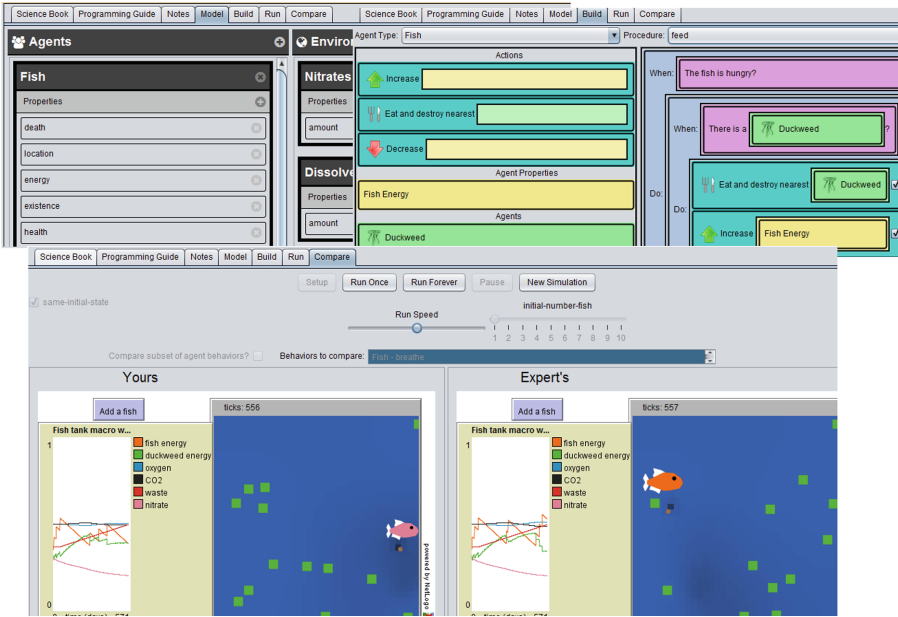 Science Book Programming Guide Notes Model Build Run Compare
Agents
Enviro
Fish
Properties
death
location
energy
existence
health
Nitrates
Properties
amount
Dissolve
Properties
amount
Science Book Programming Guide Notes Model Build Run Compare
Agent Type: Fish Procedure: feed
Actions
Increase
Eat and destroy nearest
Decrease
Agent Properties
Fish Energy
Agents
Duckweed
When: The fish is hungry?
When: There is a Duckweed ?
Do:
Do:
Eat and destroy nearest Duckweed
Increase Fish Energy
Science Book Programming Guide Notes Model Build Run Compare
Setup Run Once Run Forever Pause New Simulation
same-initial-state
Run Speed
initial-number-fish
1 2 3 4 5 6 7 8 9 10
Compare subset of agent behaviors? Behaviors to compare: Fish - breathe
Yours
Add a fish
ticks: 556
Fish tank macro w...
1
fish energy
duckweed energy
oxygen
CO2
waste
nitrate
0
powered by NetLogo
Expert's
Add a fish
ticks: 557
Fish tank macro w...
1
fish energy
duckweed energy
oxygen
CO2
waste
nitrate
0